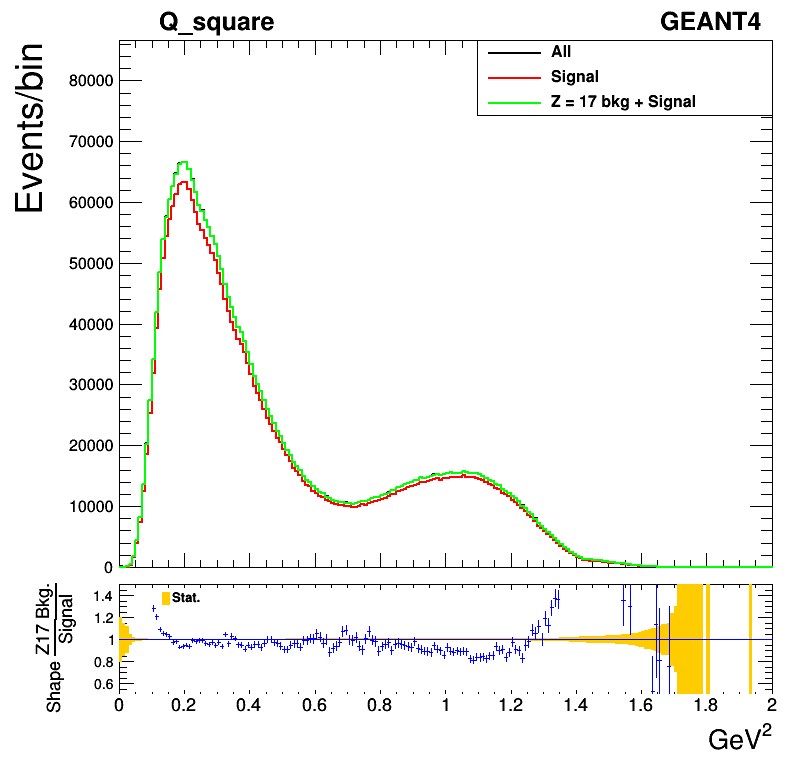 Q_square
GEANT4
Events/bin
All
Signal
Z = 17 bkg + Signal
80000
70000
60000
50000
40000
30000
20000
10000
0
Shape Z17 Bkg.
Signal
Stat.
1.4
1.2
1
0.8
0.6
0 0.2 0.4 0.6 0.8 1 1.2 1.4 1.6 1.8 2
GeV²